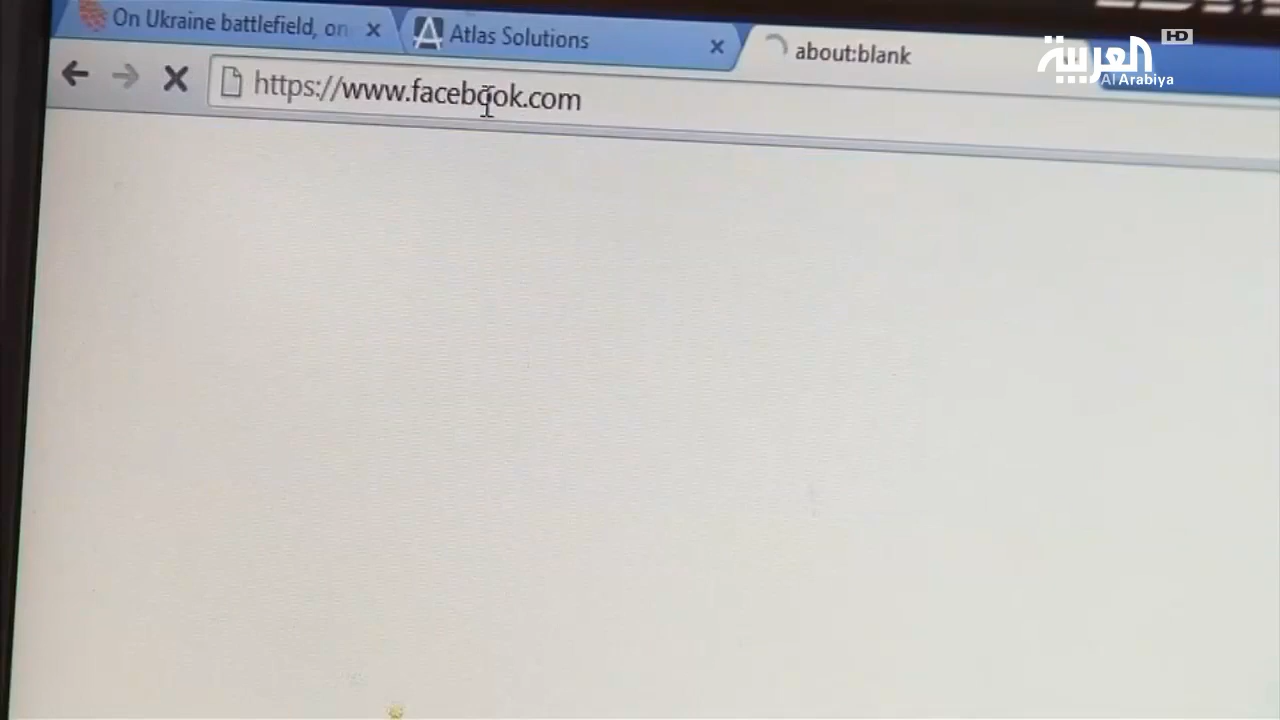 On Ukraine battlefield, on
Atlas Solutions
about:blank
العربية HD
Al Arabiya
https://www.facebook.com